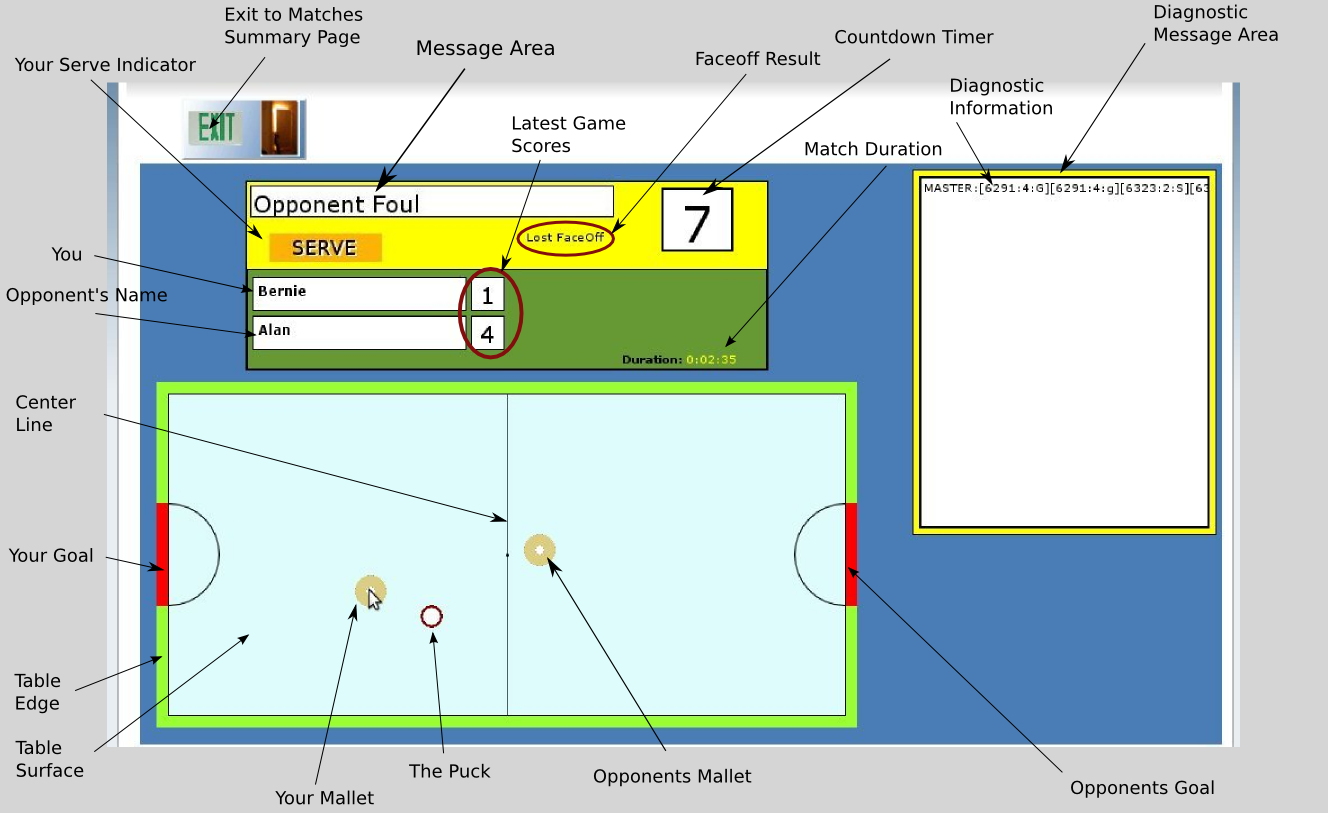 Exit to Matches
Summary Page
Your Serve Indicator
Message Area
Faceoff Result
Countdown Timer
Diagnostic
Message Area
Diagnostic
Information
Latest Game
Scores
Match Duration
EXIT
Opponent Foul
7
SERVE
Lost FaceOff
MASTER:[6291:4:G][6291:4:g][6323:2:S][63
You
Bernie
1
Opponent's Name
Alan
4
Duration: 0:02:35
Center
Line
Your Goal
Table
Edge
Table
Surface
Your Mallet
The Puck
Opponents Mallet
Opponents Goal